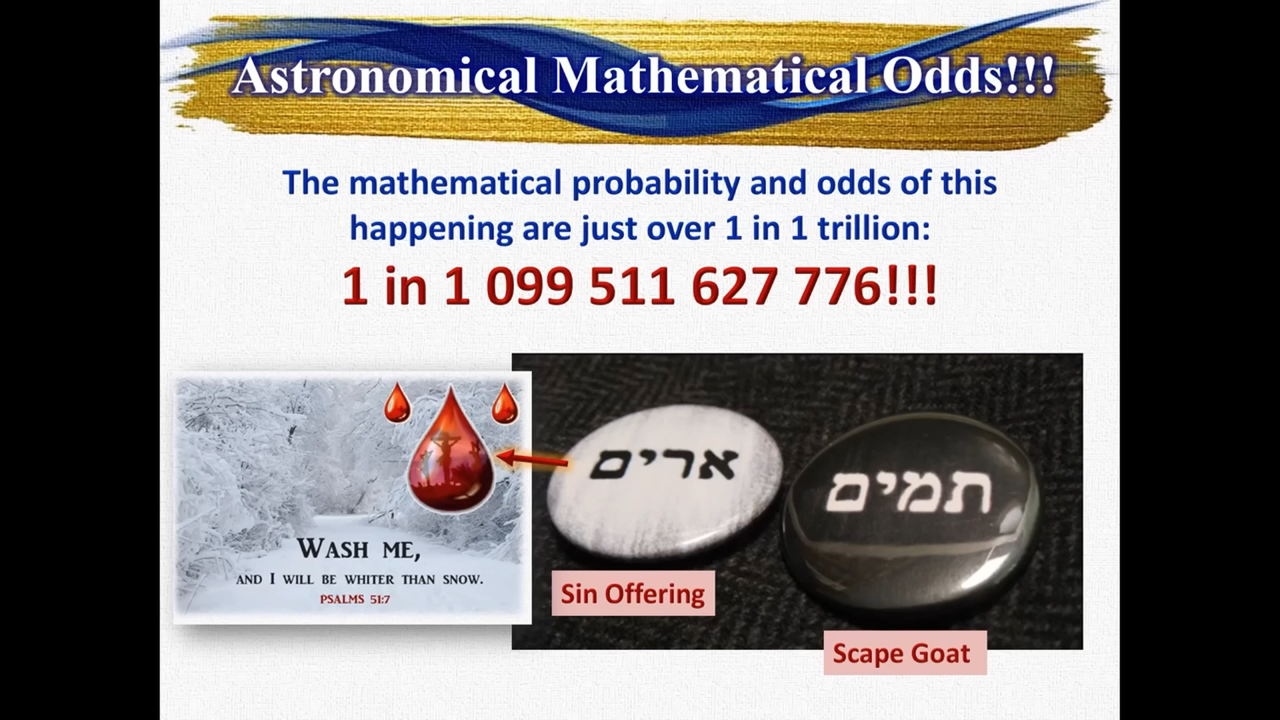 Astronomical Mathematical Odds!!!
The mathematical probability and odds of this
happening are just over 1 in 1 trillion:
1 in 1 099 511 627 776!!!
WASH ME,
AND I WILL BE WHITER THAN SNOW.
PSALMS 51:7
ארים
תמים
Sin Offering
Scape Goat